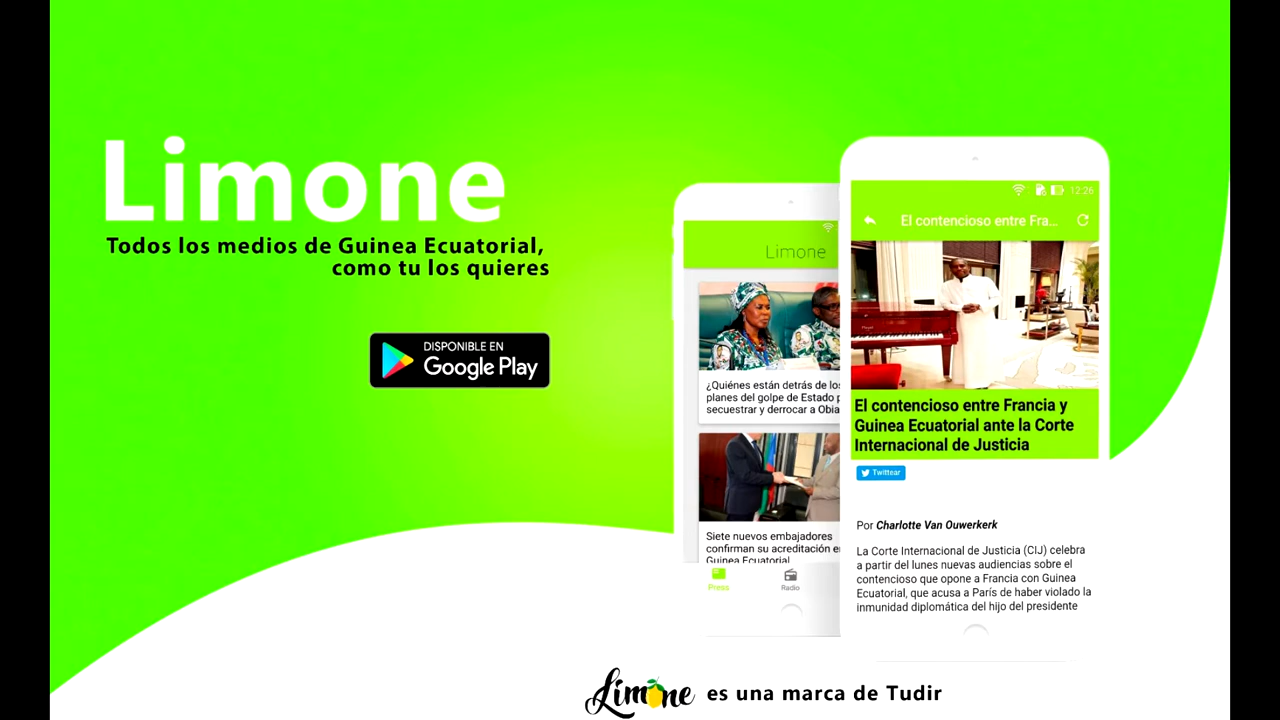 Limone
Todos los medios de Guinea Ecuatorial,
como tu los quieres
DISPONIBLE EN
Google Play
Limone
¿Quiénes están detrás de los
planes del golpe de Estado p
secuestrar y derrocar a Obia
Siete nuevos embajadores
confirman su acreditación e
Guinea Ecuatorial
Press
Radio
12:26
El contencioso entre Fra...
El contencioso entre Francia y
Guinea Ecuatorial ante la Corte
Internacional de Justicia
Twittear
Por Charlotte Van Ouwerkerk
La Corte Internacional de Justicia (CIJ) celebra
a partir del lunes nuevas audiencias sobre el
contencioso que opone a Francia con Guinea
Ecuatorial, que acusa a París de haber violado la
inmunidad diplomática del hijo del presidente
Limone es una marca de Tudir